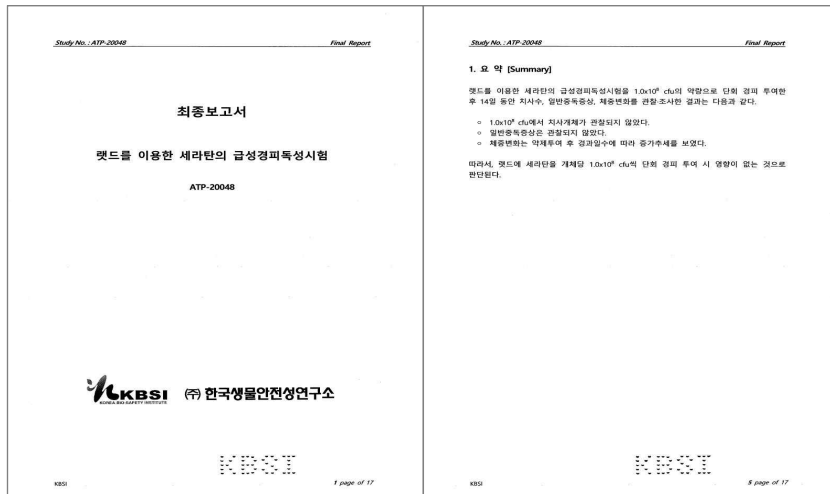 Study No. : ATP-20048
Final Report
최종보고서
랫드를 이용한 세라탄의 급성경피독성시험
ATP-20048
KBSI
KOREA BIO-SAFETY INSTITUTE
㈜ 한국생물안전성연구소
KBSI
KBSI
1 page of 17
Study No. : ATP-20048
Final Report
1. 요 약 [Summary]
랫드를 이용한 세라탄의 급성경피독성시험을 1.0x10⁸ cfu의 약량으로 단회 경피 투여한
후 14일 동안 치사수, 일반중독증상, 체중변화를 관찰·조사한 결과는 다음과 같다.
○ 1.0x10⁸ cfu에서 치사개체가 관찰되지 않았다.
○ 일반중독증상은 관찰되지 않았다.
○ 체중변화는 약제투여 후 경과일수에 따라 증가추세를 보였다.
따라서, 랫드에 세라탄을 개체당 1.0x10⁸ cfu씩 단회 경피 투여 시 영향이 없는 것으로
판단된다.
KBSI
KBSI
5 page of 17